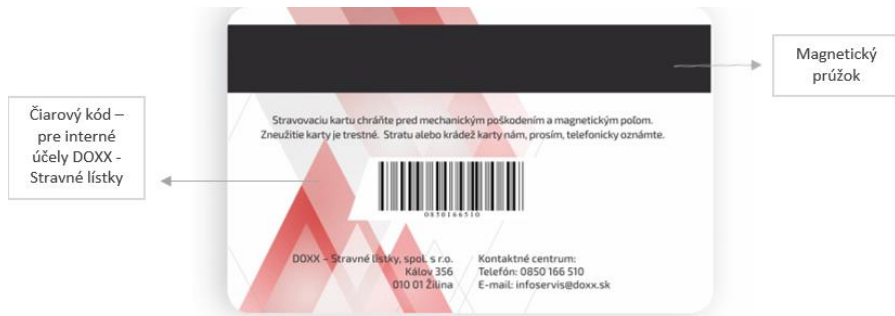 Magnetický
prúžok
Stravovaciu kartu chráňte pred mechanickým poškodením a magnetickým poľom.
Zneužitie karty je trestné. Stratu alebo krádež karty nám, prosím, telefonicky oznámte.
Čiarový kód –
pre interné
účely DOXX -
Stravné lístky
0850166510
DOXX – Stravné lístky, spol. s r.o.
Kálov 356
010 01 Žilina
Kontaktné centrum:
Telefón: 0850 166 510
E-mail: infoservis@doxx.sk